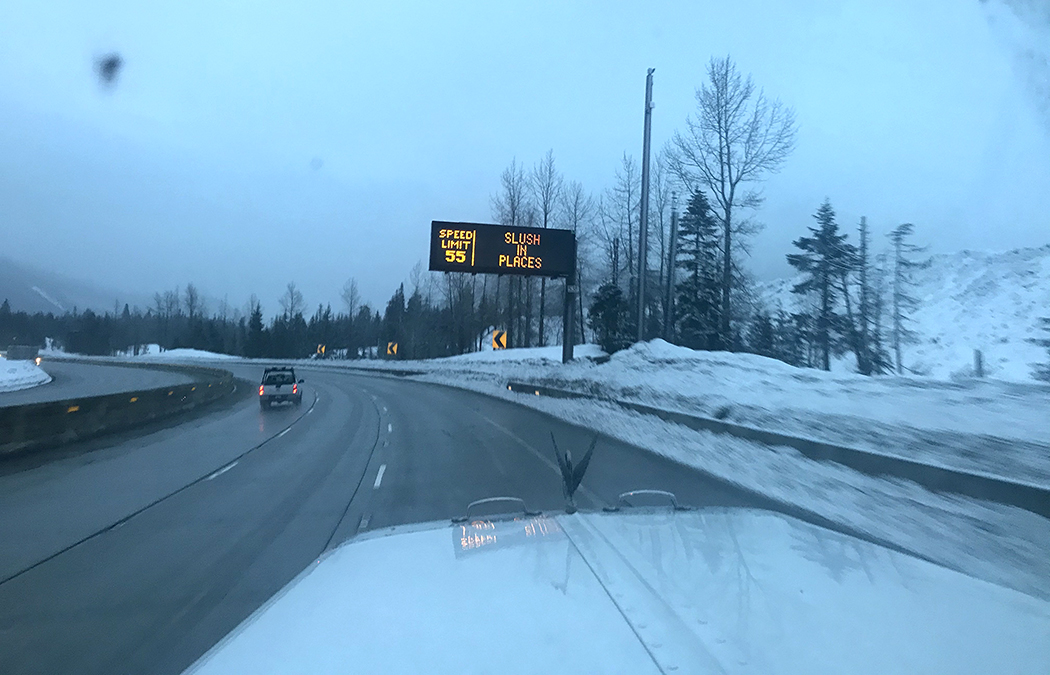 SPEED
LIMIT
55
SLUSH
IN
PLACES